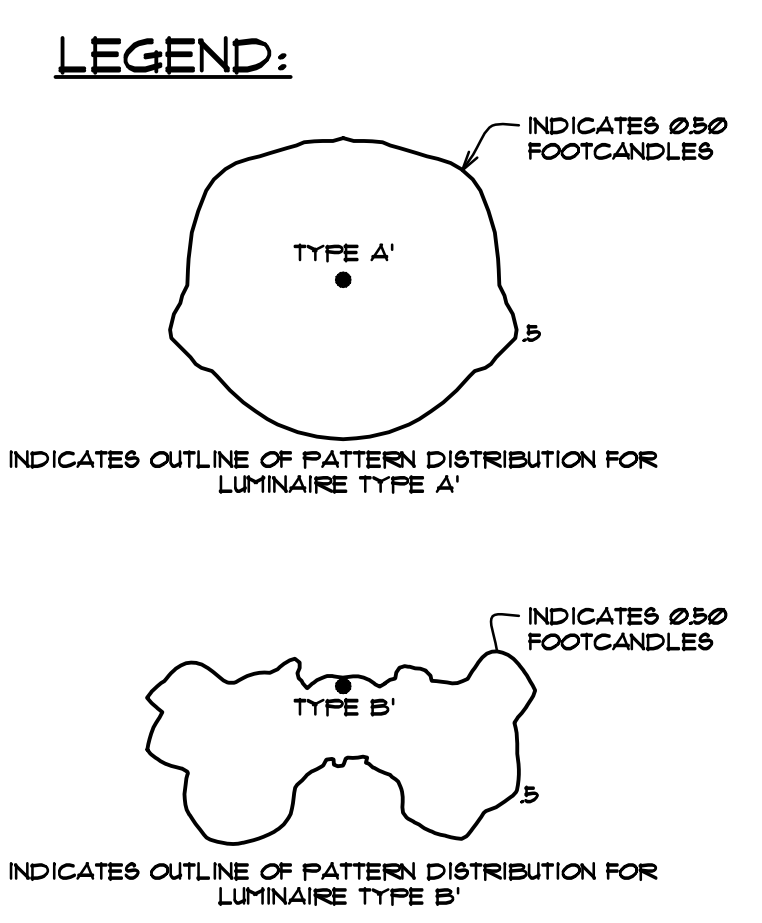 LEGEND:
INDICATES 0.50
FOOTCANDLES
TYPE A'
.5
INDICATES OUTLINE OF PATTERN DISTRIBUTION FOR
LUMINAIRE TYPE A'
INDICATES 0.50
FOOTCANDLES
TYPE B'
.5
INDICATES OUTLINE OF PATTERN DISTRIBUTION FOR
LUMINAIRE TYPE B'